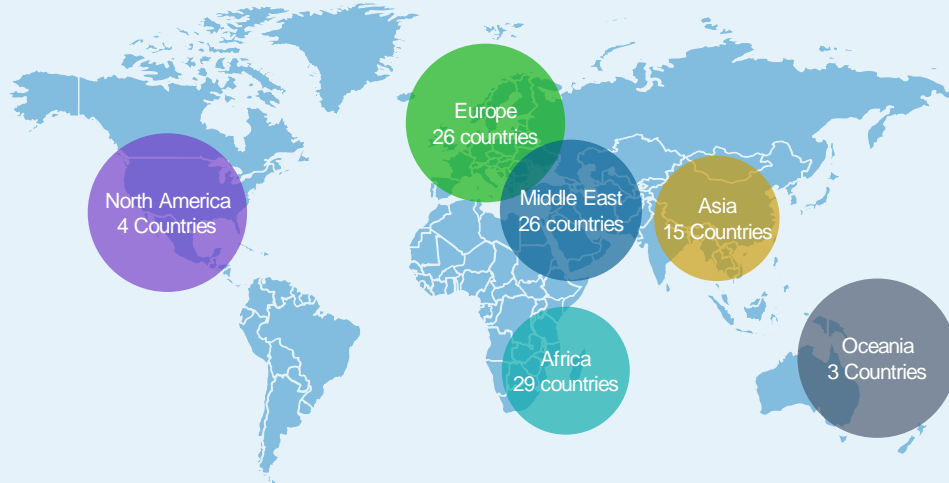 Europe
26 countries
North America
4 Countries
Middle East
26 countries
Asia
15 Countries
Africa
29 countries
Oceania
3 Countries